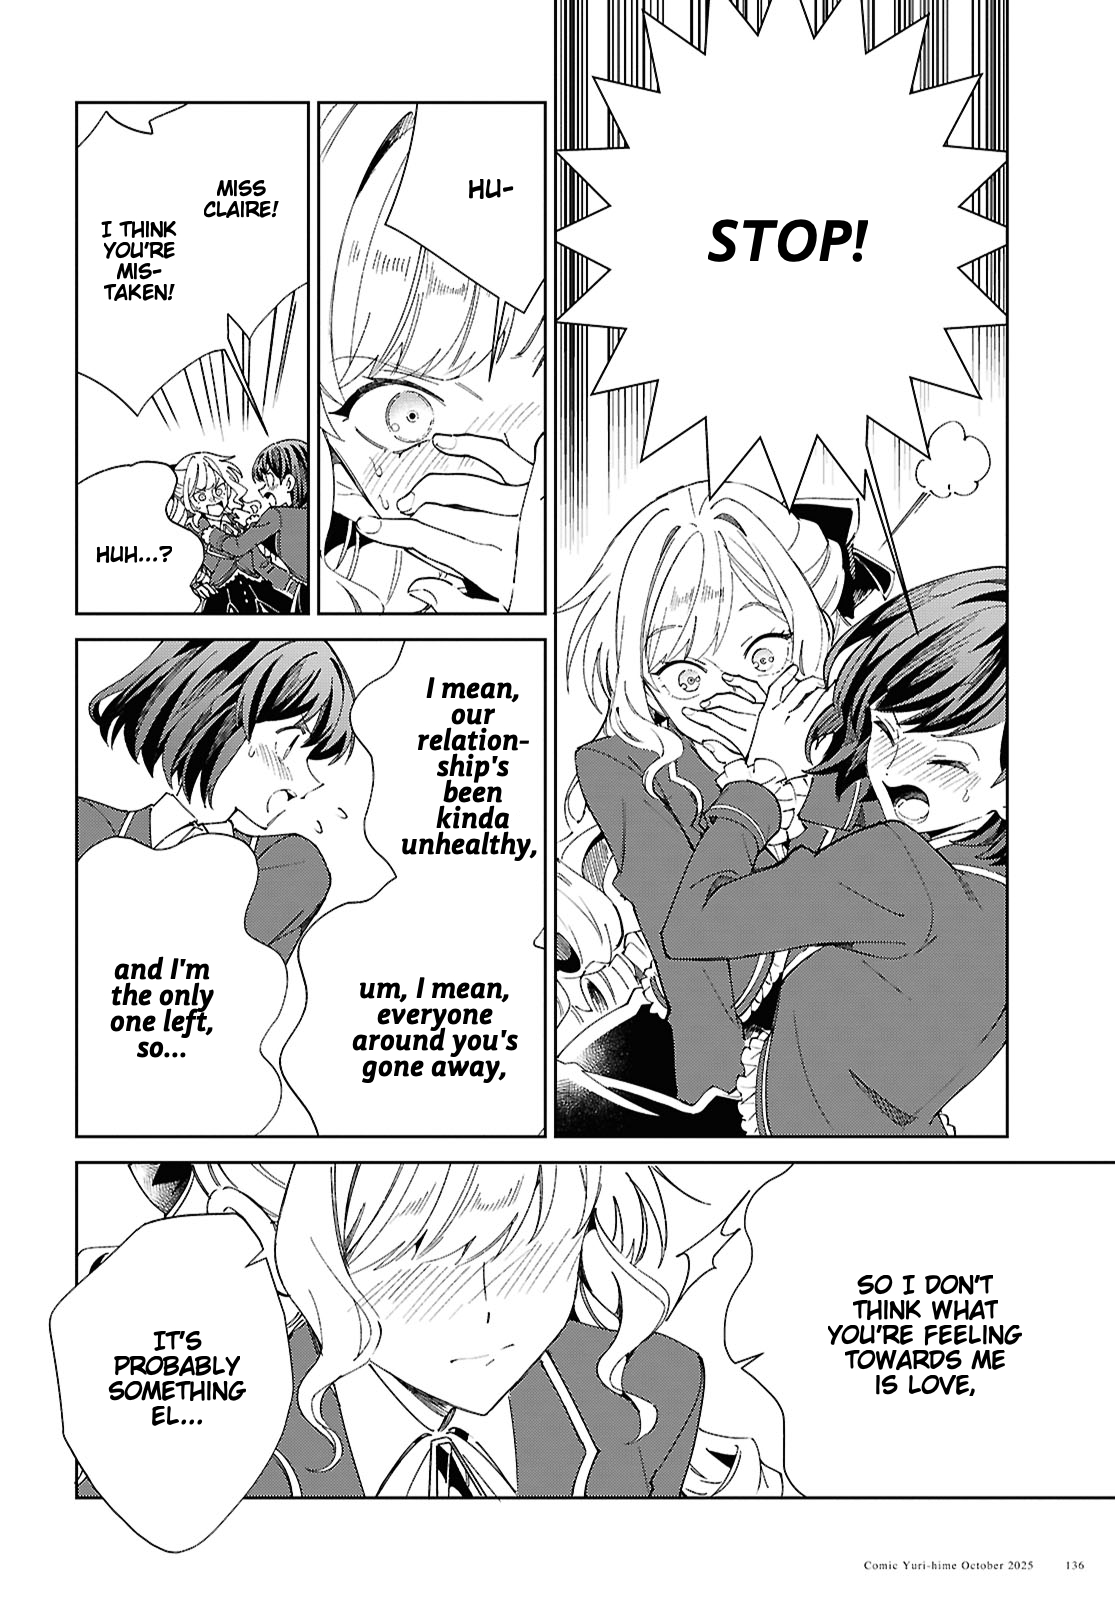 STOP!
HU-
MISS
CLAIRE!
I THINK
YOU'RE
MIS-
TAKEN!
HUH...?
I mean,
our
relation-
ship's
been
kinda
unhealthy,
um, I mean,
everyone
around you's
gone away,
and I'm
the only
one left,
so...
SO I DON'T
THINK WHAT
YOU'RE FEELING
TOWARDS ME
IS LOVE,
IT'S
PROBABLY
SOMETHING
EL...
Comic Yuri-hime October 2025 136